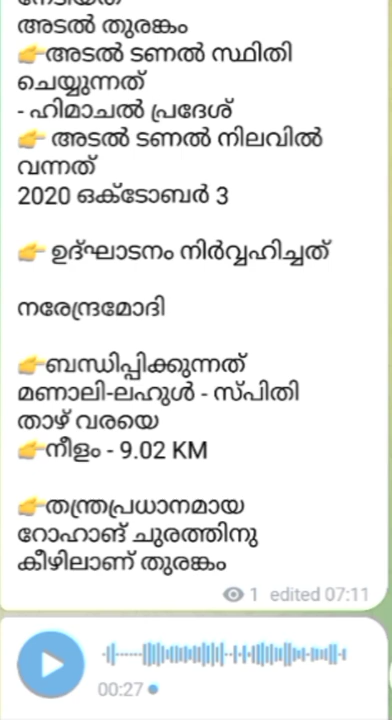 അടൽ തുരങ്കം
👉അടൽ ടണൽ സ്ഥിതി
ചെയ്യുന്നത്
- ഹിമാചൽ പ്രദേശ്
👉 അടൽ ടണൽ നിലവിൽ
വന്നത്
2020 ഒക്ടോബർ 3
👉 ഉദ്ഘാടനം നിർവ്വഹിച്ചത്
നരേന്ദ്രമോദി
👉ബന്ധിപ്പിക്കുന്നത്
മണാലി-ലഹുൾ - സ്പിതി
താഴ് വരയെ
👉നീളം - 9.02 KM
👉തന്ത്രപ്രധാനമായ
റോഹാങ് ചുരത്തിനു
കീഴിലാണ് തുരങ്കം
1 edited 07:11
00:27